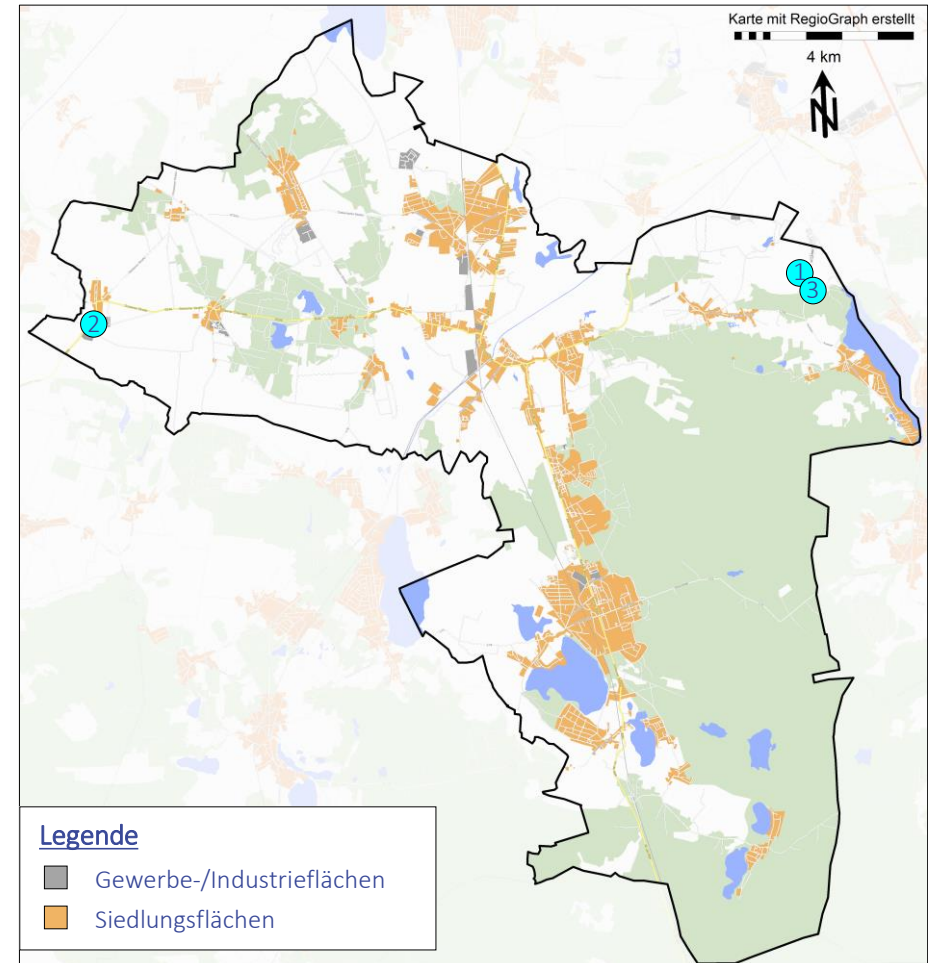 Karte mit RegioGraph erstellt
4 km
N
1
3
2
Legende
Gewerbe-/Industrieflächen
Siedlungsflächen